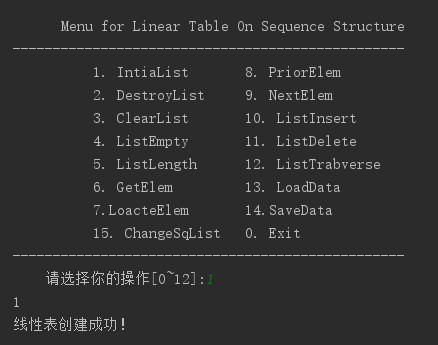 Menu for Linear Table On Sequence Structure
-------------------------------------------------
1. IntiaList 8. PriorElem
2. DestroyList 9. NextElem
3. ClearList 10. ListInsert
4. ListEmpty 11. ListDelete
5. ListLength 12. ListTrabverse
6. GetElem 13. LoadData
7.LoacteElem 14.SaveData
15. ChangeSqList 0. Exit
-------------------------------------------------
请选择你的操作[0~12]:1
1
线性表创建成功!